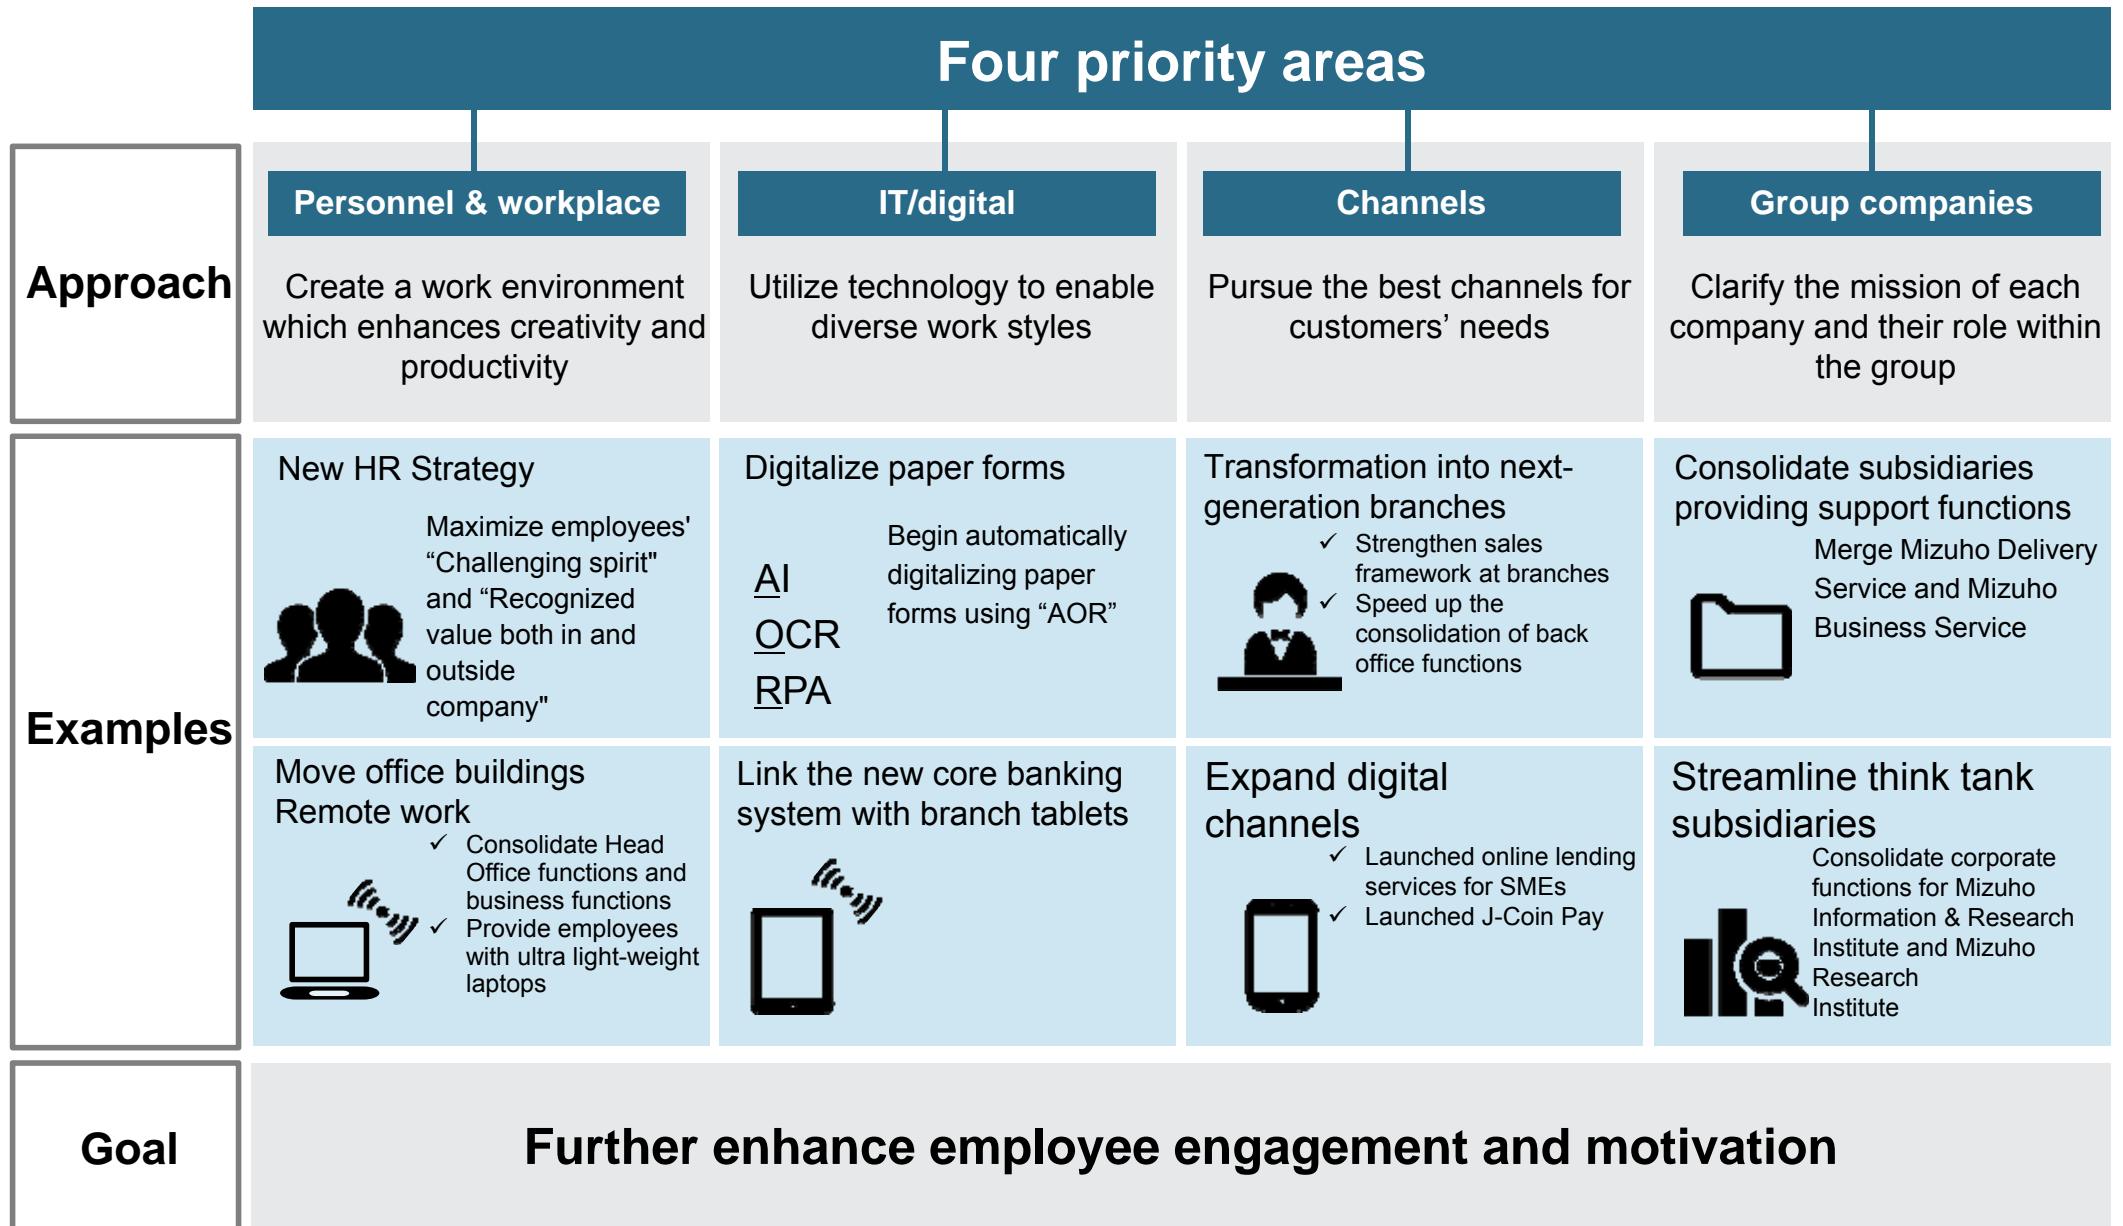 Four priority areas
Approach
Personnel & workplace
Create a work environment
which enhances creativity and
productivity
IT/digital
Utilize technology to enable
diverse work styles
Channels
Pursue the best channels for
customers’ needs
Group companies
Clarify the mission of each
company and their role within
the group
Examples
New HR Strategy
Maximize employees'
“Challenging spirit"
and “Recognized
value both in and
outside
company"
Digitalize paper forms
AI
OCR
RPA
Begin automatically
digitalizing paper
forms using “AOR”
Transformation into next-
generation branches
✓ Strengthen sales
framework at branches
✓ Speed up the
consolidation of back
office functions
Consolidate subsidiaries
providing support functions
Merge Mizuho Delivery
Service and Mizuho
Business Service
Move office buildings
Remote work
✓ Consolidate Head
Office functions and
business functions
✓ Provide employees
with ultra light-weight
laptops
Link the new core banking
system with branch tablets
Expand digital
channels
✓ Launched online lending
services for SMEs
✓ Launched J-Coin Pay
Streamline think tank
subsidiaries
Consolidate corporate
functions for Mizuho
Information & Research
Institute and Mizuho
Research
Institute
Goal
Further enhance employee engagement and motivation